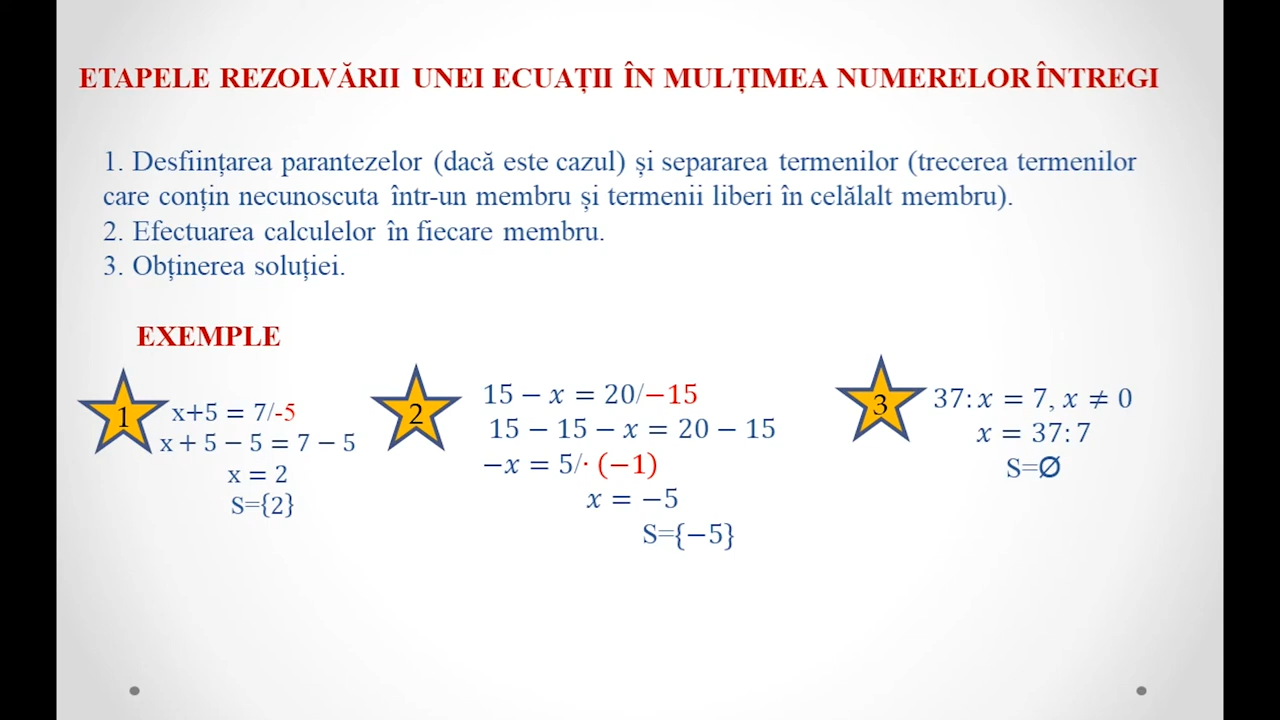 ETAPELE REZOLVĂRII UNEI ECUAȚII ÎN MULȚIMEA NUMERELOR ÎNTREGI
1. Desființarea parantezelor (dacă este cazul) și separarea termenilor (trecerea termenilor
care conțin necunoscuta într-un membru și termenii liberi în celălalt membru).
2. Efectuarea calculelor în fiecare membru.
3. Obținerea soluției.
EXEMPLE
1
x+5 = 7/-5
x + 5 − 5 = 7 − 5
x = 2
S={2}
2
15 − x = 20/−15
15 − 15 − x = 20 − 15
−x = 5/· (−1)
x = −5
S={−5}
3
37: x = 7, x ≠ 0
x = 37: 7
S=∅